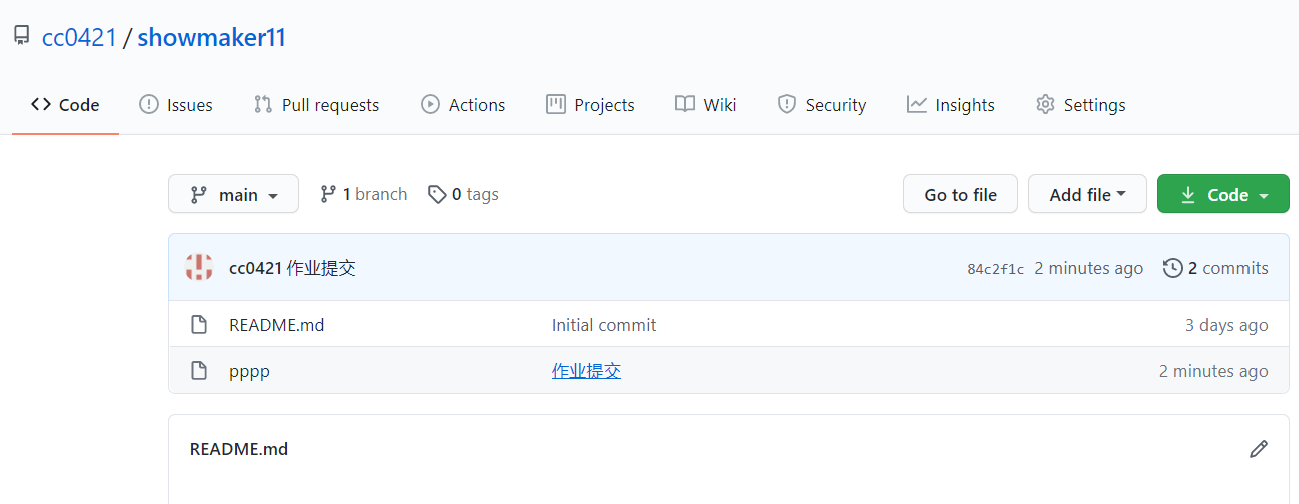 cc0421 / showmaker11
Code Issues Pull requests Actions Projects Wiki Security Insights Settings
main 1 branch 0 tags Go to file Add file Code
cc0421 作业提交 84c2f1c 2 minutes ago 2 commits
README.md Initial commit 3 days ago
pppp 作业提交 2 minutes ago
README.md